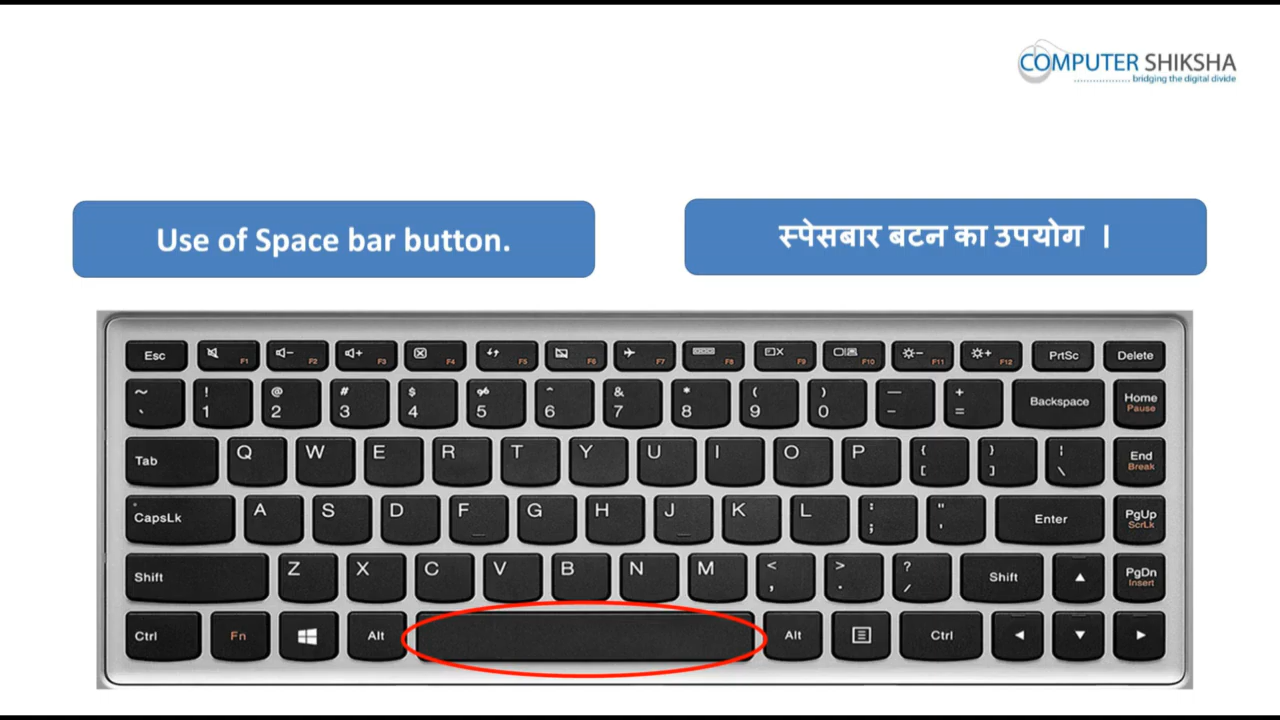 COMPUTER SHIKSHA
bridging the digital divide
Use of Space bar button.
स्पेसबार बटन का उपयोग ।
Esc F1 F2 F3 F4 F5 F6 F7 F8 F9 F10 F11 F12 PrtSc Delete
~ ! @ # $ % ^ & * ( ) — + Backspace Home
` 1 2 3 4 5 6 7 8 9 0 - = Pause
Tab Q W E R T Y U I O P { } ¦ End
[ ] \ Break
CapsLk A S D F G H J K L : " Enter PgUp
; ' ScrLk
Shift Z X C V B N M < > ? Shift ▲ PgDn
, . / Insert
Ctrl Fn Alt Alt Ctrl ◄ ▼ ►